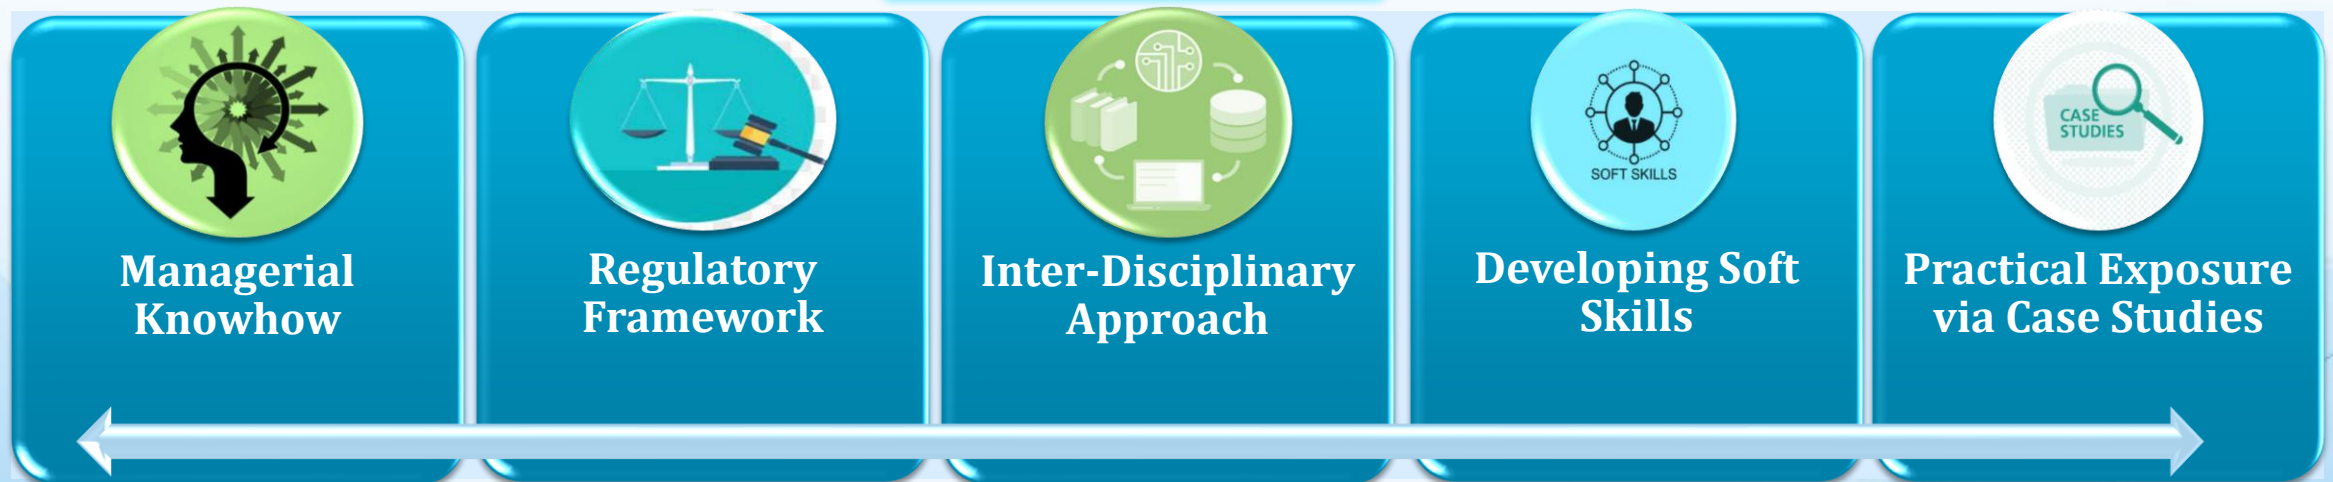 Managerial
Knowhow
Regulatory
Framework
Inter-Disciplinary
Approach
SOFT SKILLS
Developing Soft
Skills
CASE
STUDIES
Practical Exposure
via Case Studies